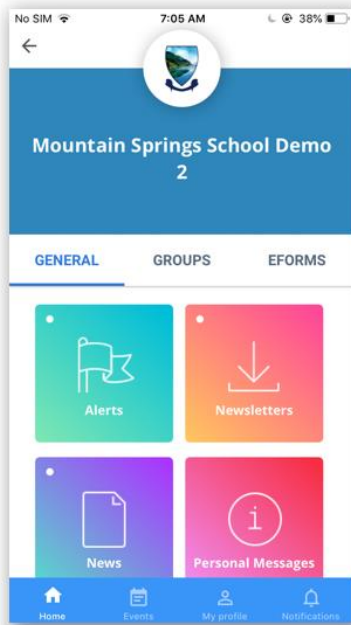 No SIM 7:05 AM 38%
Mountain Springs School Demo
2
GENERAL GROUPS EFORMS
Alerts Newsletters
i
News Personal Messages
Home Events My profile Notifications